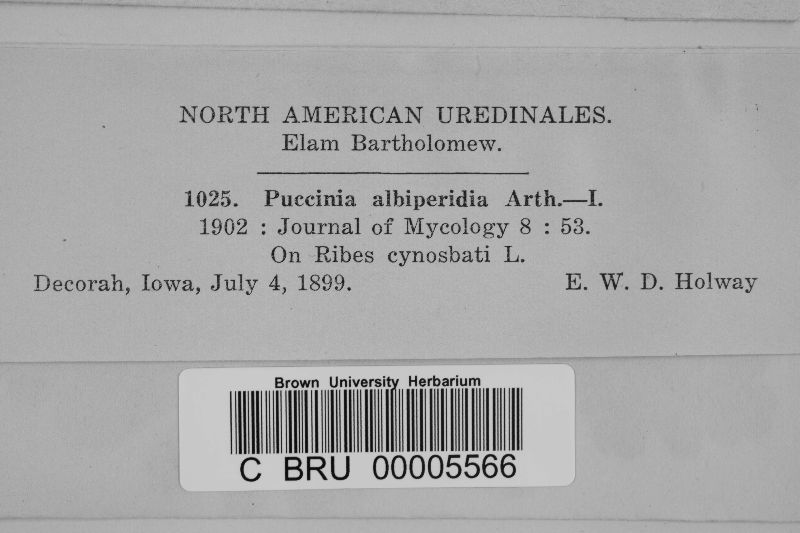 NORTH AMERICAN UREDINALES.
Elam Bartholomew.
1025. Puccinia albiperidia Arth.—I.
1902 : Journal of Mycology 8 : 53.
On Ribes cynosbati L.
Decorah, Iowa, July 4, 1899. E. W. D. Holway
Brown University Herbarium
C BRU 00005566